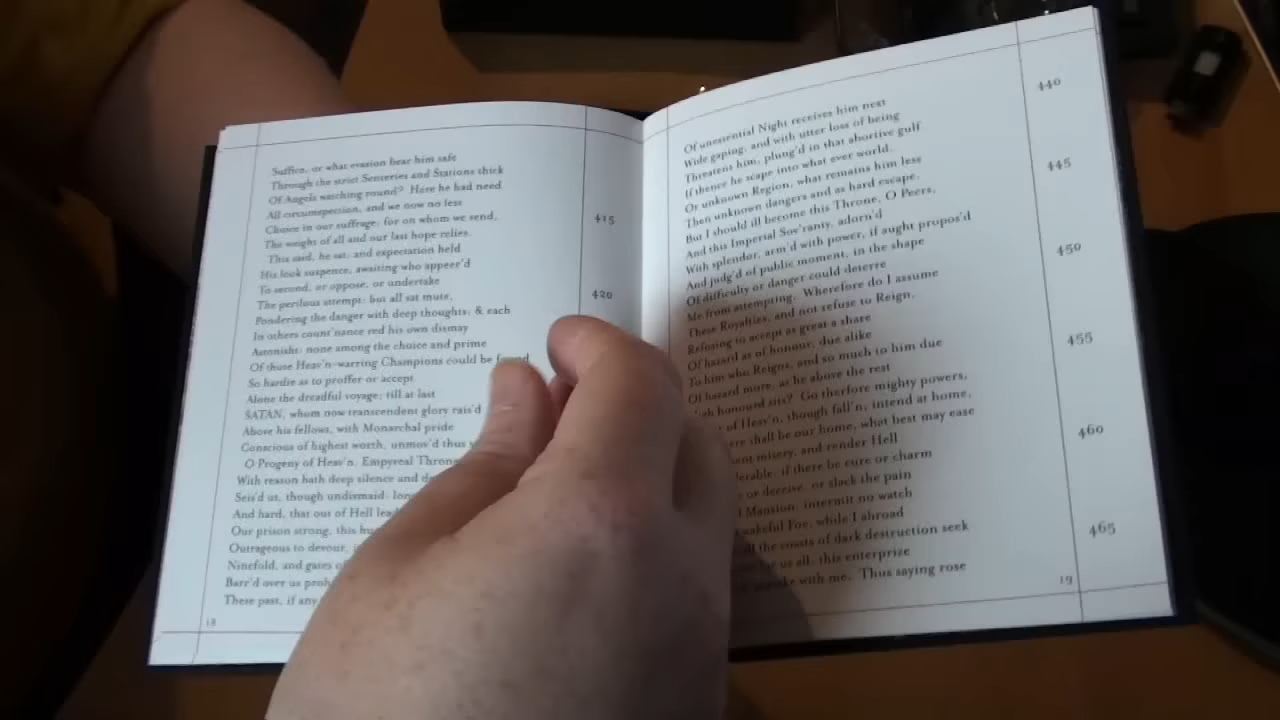 Suffice, or what evasion bear him safe
Through the strict Senteries and Stations thick
Of Angels watching round? Here he had need
All circumspection, and we now no less
Choice in our suffrage; for on whom we send,
The weight of all and our last hope relies.
This said, he sat; and expectation held
His look suspence, awaiting who appeer'd
To second, or oppose, or undertake
The perilous attempt: but all sat mute,
Pondering the danger with deep thoughts; & each
In others count'nance red his own dismay
Astonisht: none among the choice and prime
Of those Heav'n-warring Champions could be found
So hardie as to proffer or accept
Alone the dreadful voyage; till at last
SATAN, whom now transcendent glory rais'd
Above his fellows, with Monarchal pride
Conscious of highest worth, unmov'd thus
O Progeny of Heav'n, Empyreal
With reason hath deep silence and
Seis'd us, though undismaid:
And hard, that out of Hell
Our prison strong, this
Outrageous to devour,
Ninefold, and gates
Barr'd over us
These past, if any
415
420
18
Of unessential Night receives him next
Wide gaping, and with utter loss of being
Threatens him, plung'd in that abortive gulf
If thence he scape into what ever world,
Or unknown Region, what remains him less
Then unknown dangers and as hard escape.
But I should ill become this Throne, O Peers,
And this Imperial Sov'ranty, adorn'd
With splendor, arm'd with power, if aught propos'd
And judg'd of public moment, in the shape
Of difficulty or danger could deterre
Me from attempting. Wherefore do I assume
These Royalties, and not refuse to Reign,
Refusing to accept as great a share
Of hazard as of honour, due alike
To him who Reigns, and so much to him due
Of hazard more, as he above the rest
honourd sits? Go therfore mighty powers,
of Heav'n, though fall'n; intend at home,
shall be our home, what best may ease
misery, and render Hell
if there be cure or charm
or deceive, or slack the pain
Mansion: intermit no watch
Foe, while I abroad
the coasts of dark destruction seek
for us all: this enterprize
with me. Thus saying rose
440
445
450
455
460
465
19